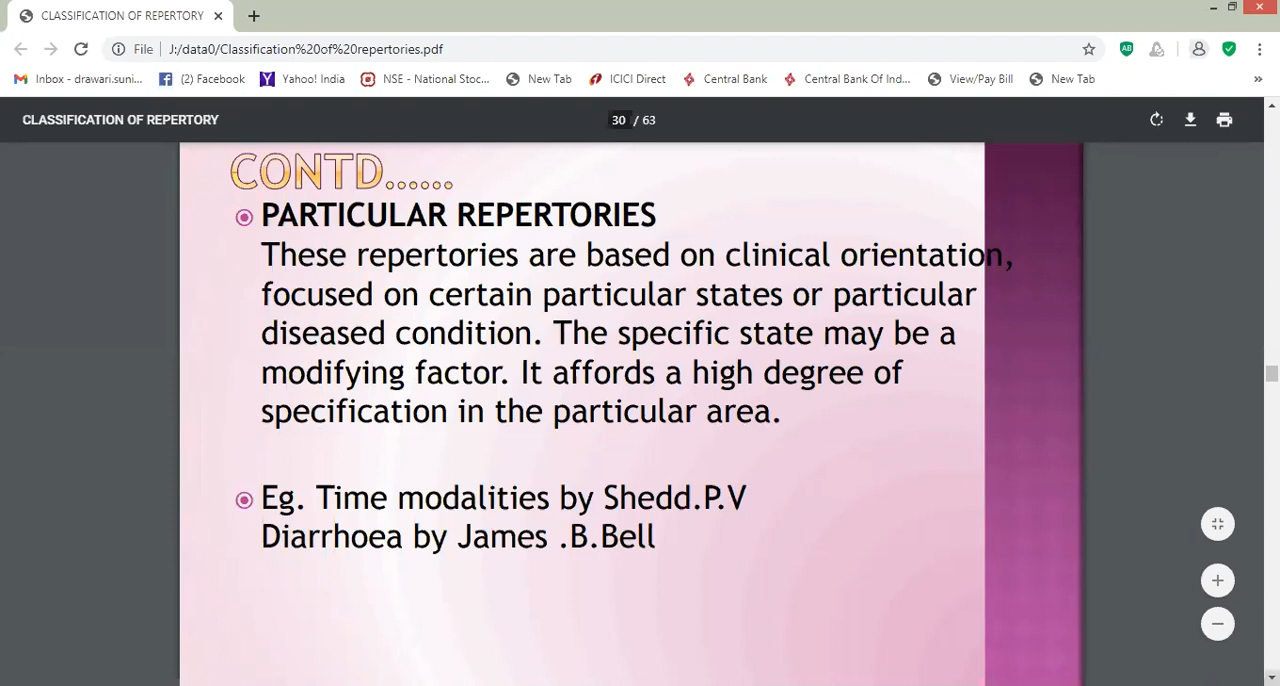 CLASSIFICATION OF REPERTORY
File J:/data0/Classification%20of%20repertories.pdf
AB
Inbox - drawari.suni... (2) Facebook Yahoo! India NSE - National Stoc... New Tab ICICI Direct Central Bank Central Bank Of Ind... View/Pay Bill New Tab »
CLASSIFICATION OF REPERTORY 30 / 63
CONTD......
PARTICULAR REPERTORIES
These repertories are based on clinical orientation,
focused on certain particular states or particular
diseased condition. The specific state may be a
modifying factor. It affords a high degree of
specification in the particular area.
Eg. Time modalities by Shedd.P.V
Diarrhoea by James .B.Bell